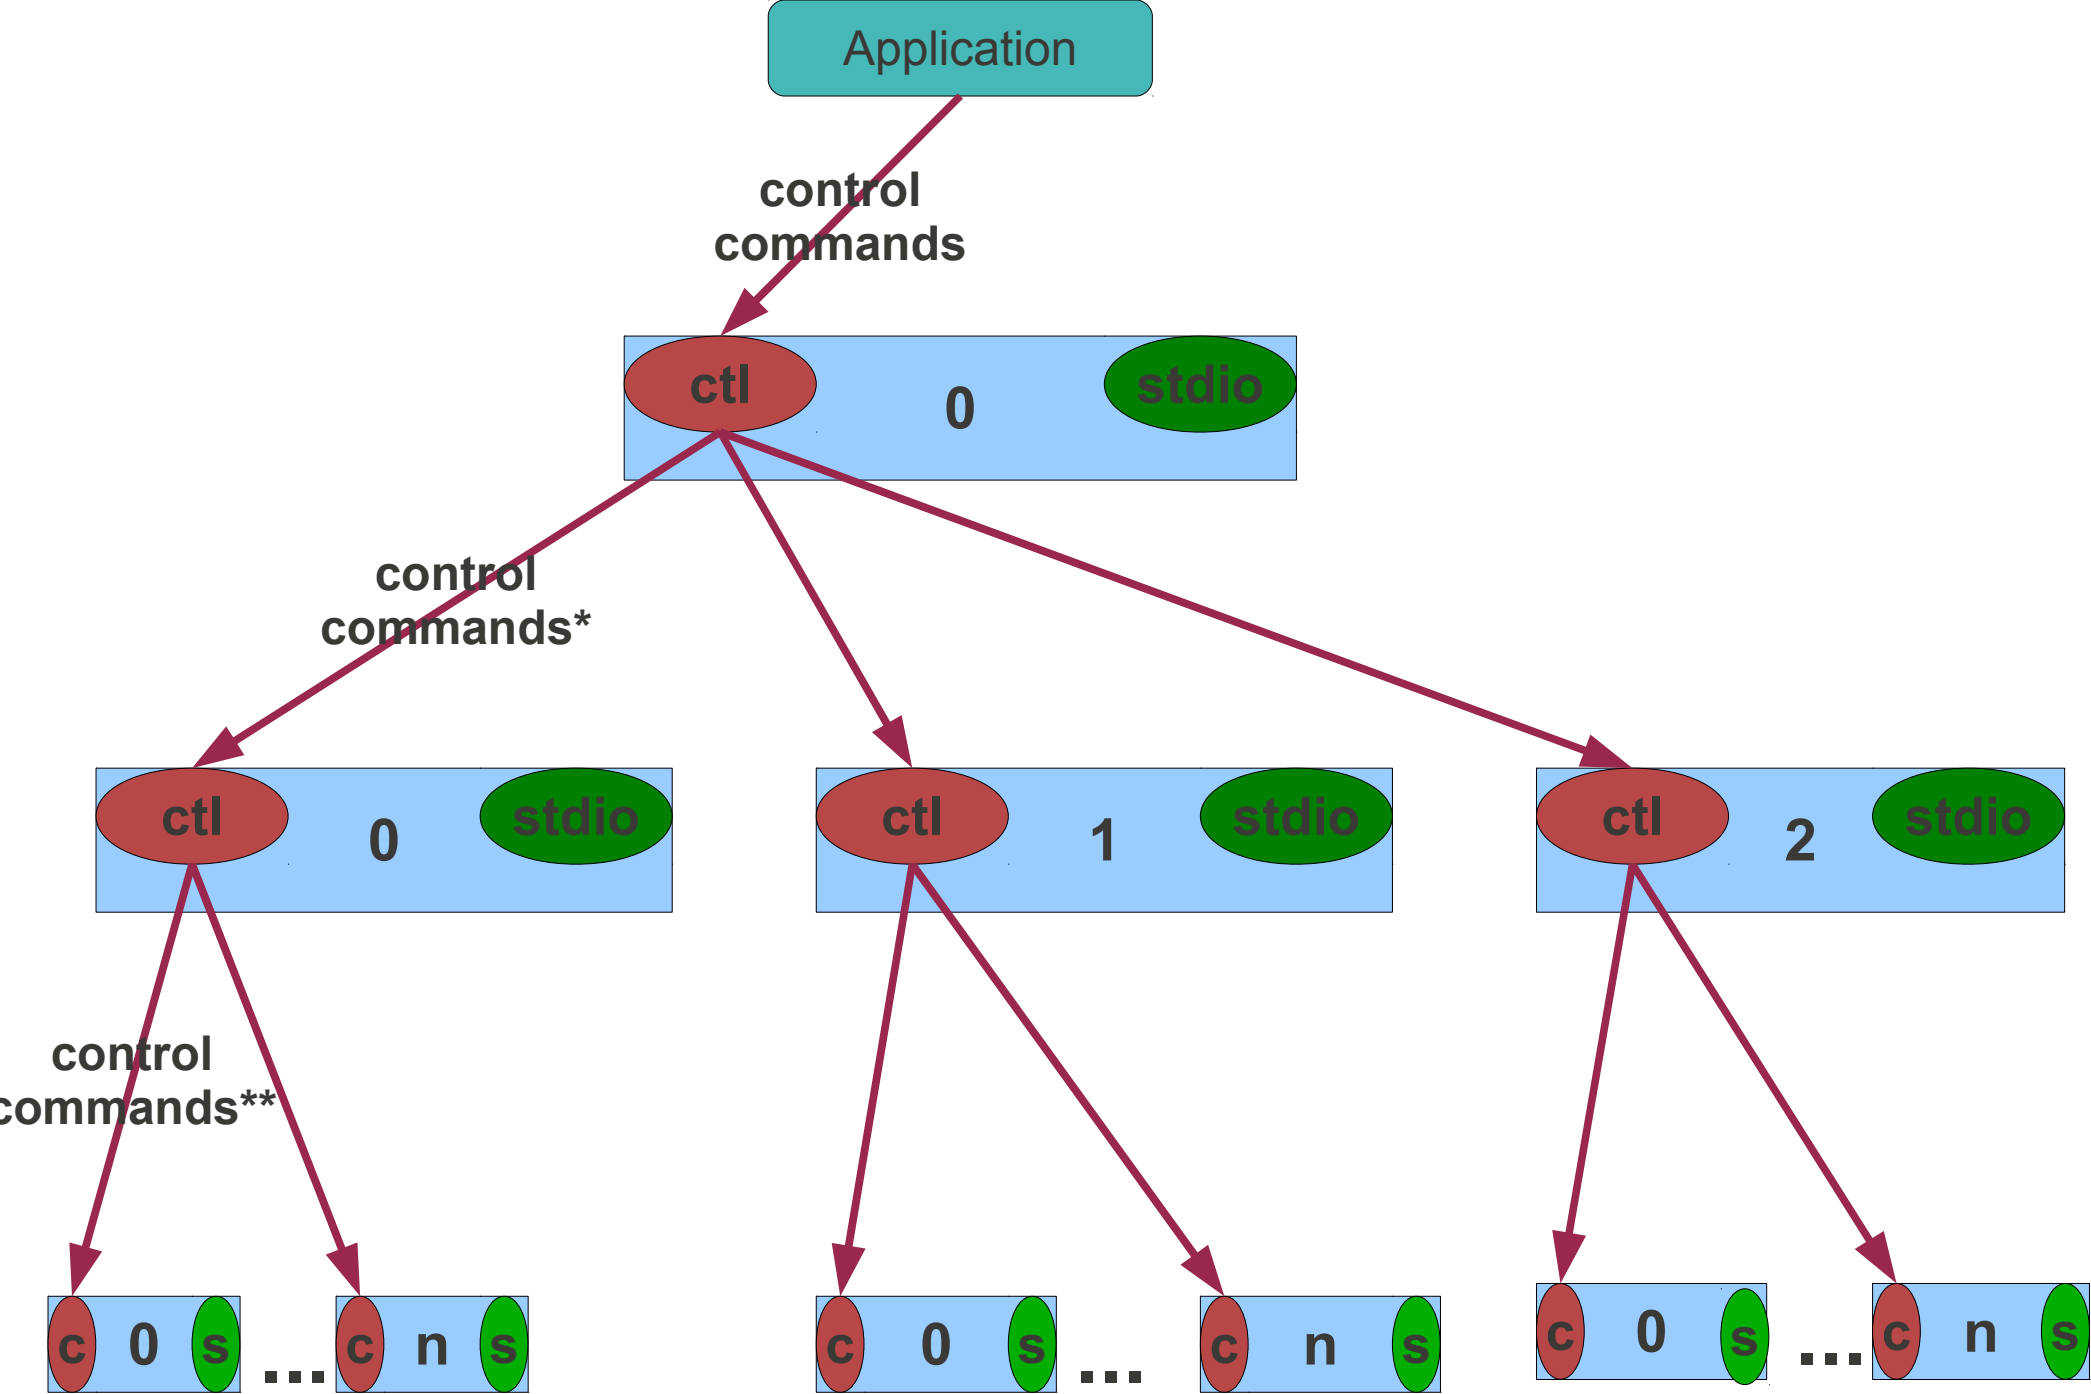 Application
control
commands
ctl 0 stdio
control
commands*
ctl 0 stdio
ctl 1 stdio
ctl 2 stdio
control
commands**
c 0 s ... c n s
c 0 s ... c n s
c 0 s ... c n s